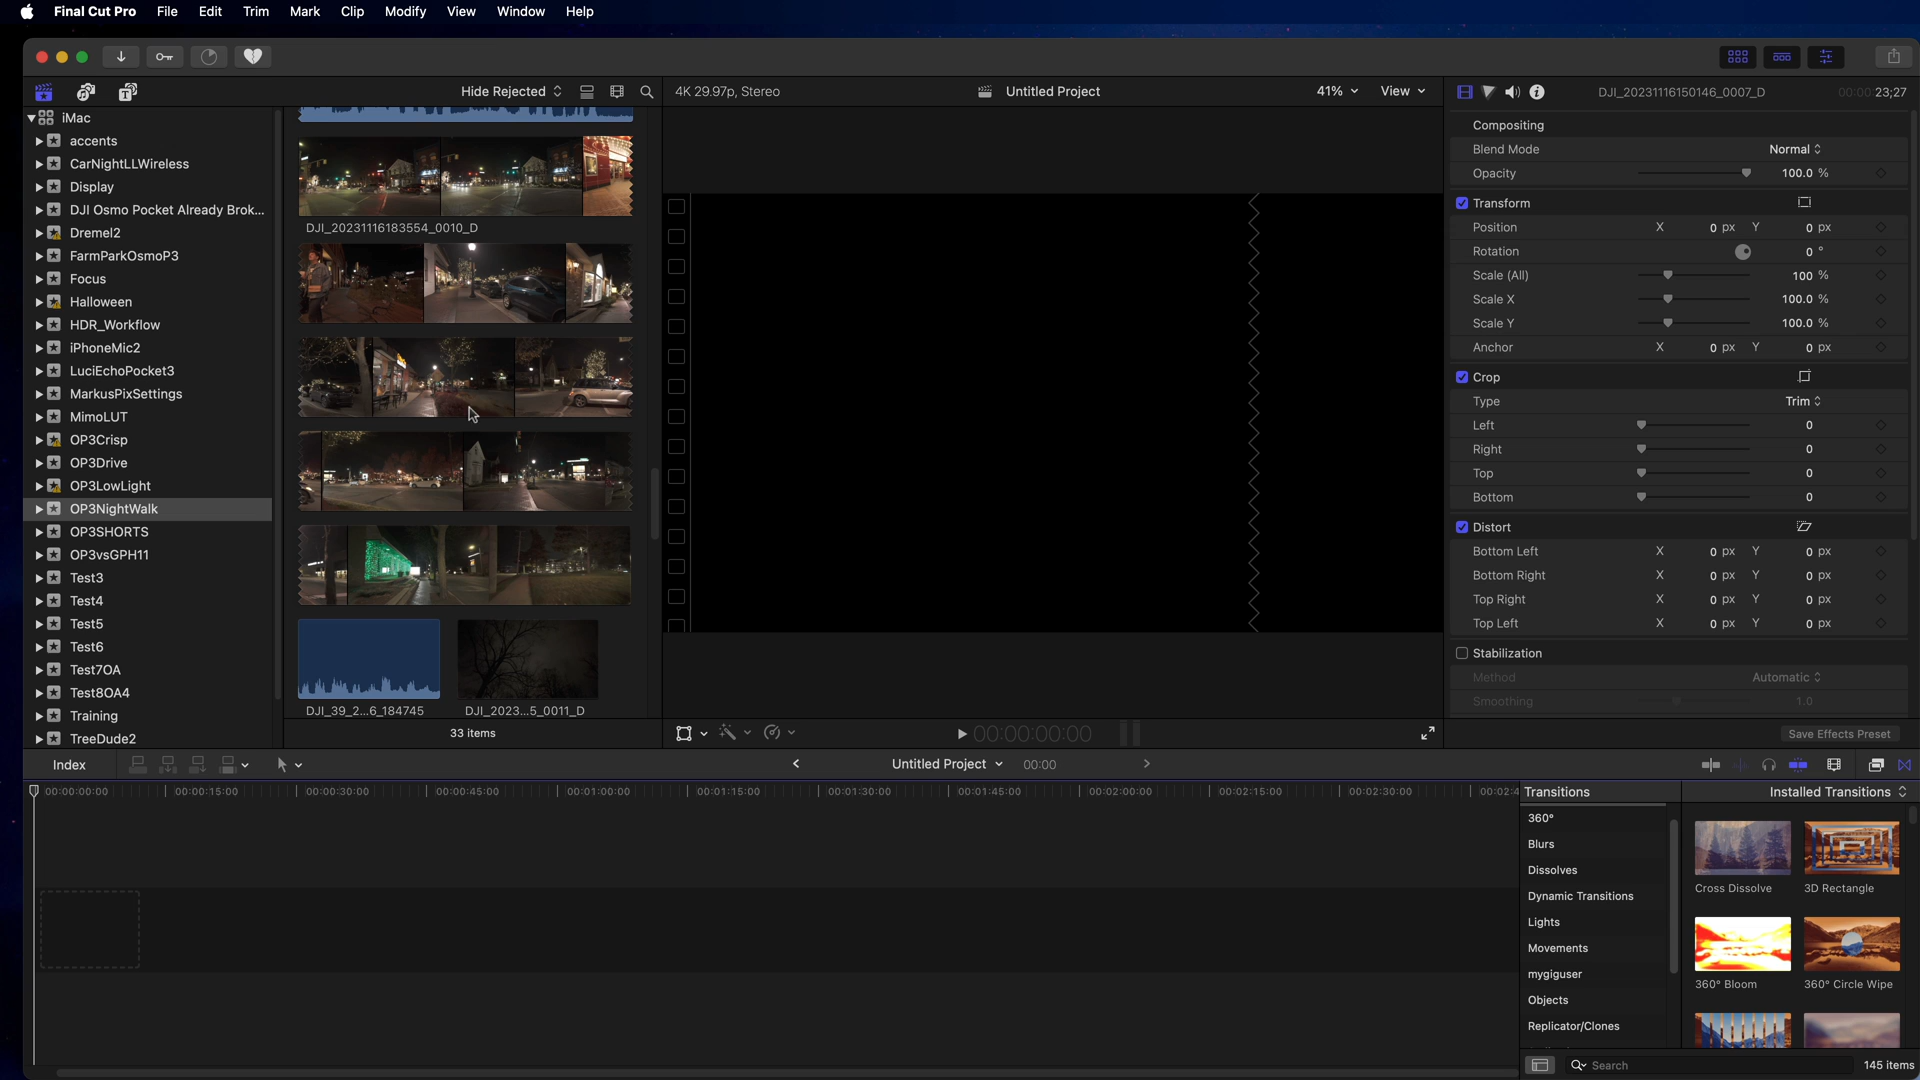 Final Cut Pro File Edit Trim Mark Clip Modify View Window Help
Hide Rejected
4K 29.97p, Stereo
Untitled Project
41%
View
DJI_20231116150146_0007_D
00:00:23;27
iMac
accents
CarNightLLWireless
Display
DJI Osmo Pocket Already Brok...
Dremel2
FarmParkOsmoP3
Focus
Halloween
HDR_Workflow
iPhoneMic2
LuciEchoPocket3
MarkusPixSettings
MimoLUT
OP3Crisp
OP3Drive
OP3LowLight
OP3NightWalk
OP3SHORTS
OP3vsGPH11
Test3
Test4
Test5
Test6
Test7OA
Test8OA4
Training
TreeDude2
DJI_20231116183554_0010_D
DJI_39_2...6_184745
DJI_2023...5_0011_D
33 items
00:00:00:00
Compositing
Blend Mode Normal
Opacity 100.0 %
Transform
Position X 0 px Y 0 px
Rotation 0 °
Scale (All) 100 %
Scale X 100.0 %
Scale Y 100.0 %
Anchor X 0 px Y 0 px
Crop
Type Trim
Left 0
Right 0
Top 0
Bottom 0
Distort
Bottom Left X 0 px Y 0 px
Bottom Right X 0 px Y 0 px
Top Right X 0 px Y 0 px
Top Left X 0 px Y 0 px
Stabilization
Method Automatic
Smoothing 1.0
Save Effects Preset
Index
Untitled Project
00:00
00:00:00:00 00:00:15:00 00:00:30:00 00:00:45:00 00:01:00:00 00:01:15:00 00:01:30:00 00:01:45:00 00:02:00:00 00:02:15:00 00:02:30:00 00:02:4
Transitions
Installed Transitions
360°
Blurs
Dissolves
Dynamic Transitions
Lights
Movements
mygiguser
Objects
Replicator/Clones
Cross Dissolve
3D Rectangle
360° Bloom
360° Circle Wipe
Search
145 items